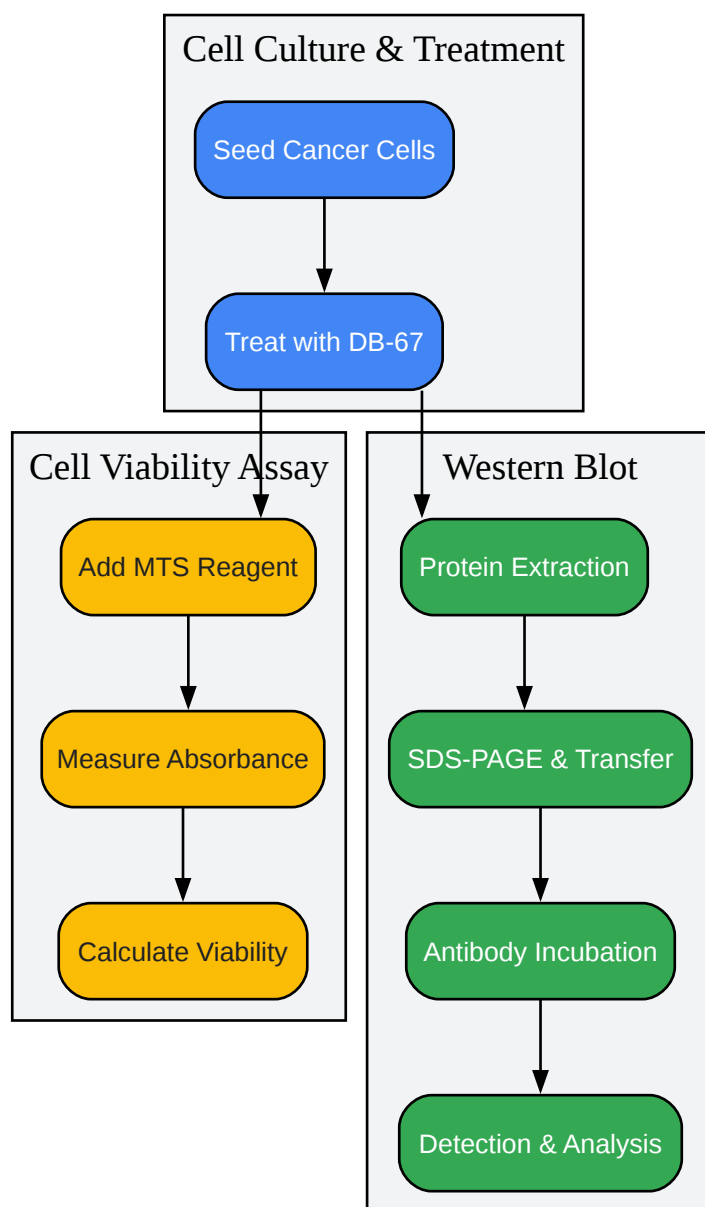 Cell Culture & Treatment
Seed Cancer Cells
Treat with DB-67
Cell Viability Assay
Add MTS Reagent
Measure Absorbance
Calculate Viability
Western Blot
Protein Extraction
SDS-PAGE & Transfer
Antibody Incubation
Detection & Analysis